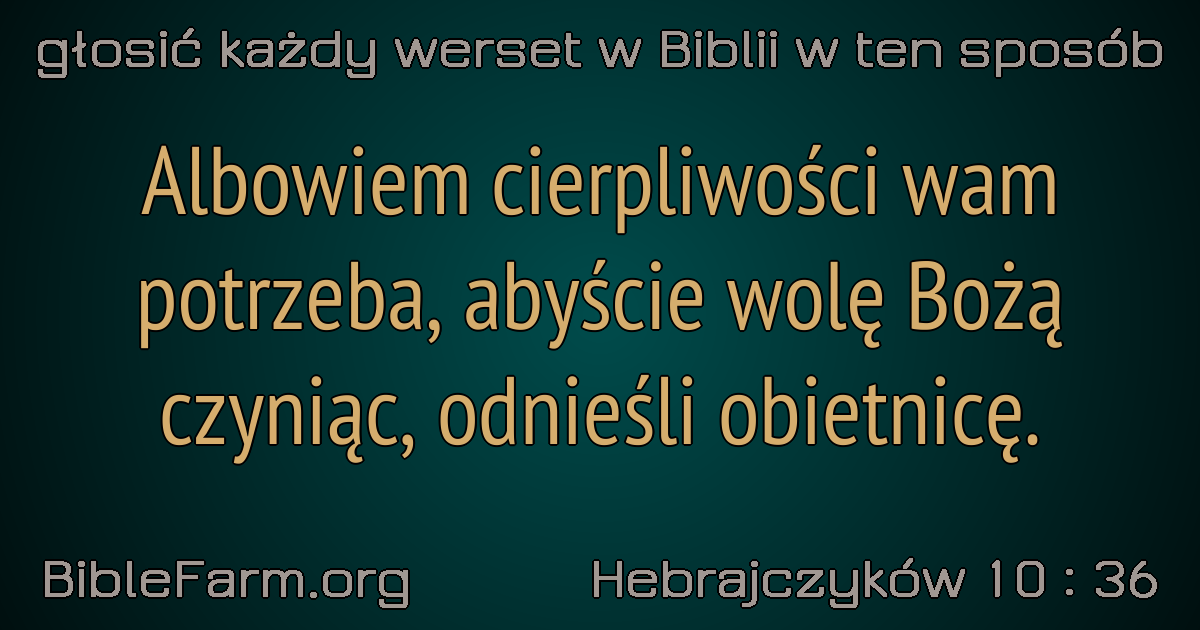 głosić każdy werset w Biblii w ten sposób
Albowiem cierpliwości wam
potrzeba, abyście wolę Bożą
czyniąc, odnieśli obietnicę.
BibleFarm.org
Hebrajczyków 10 : 36